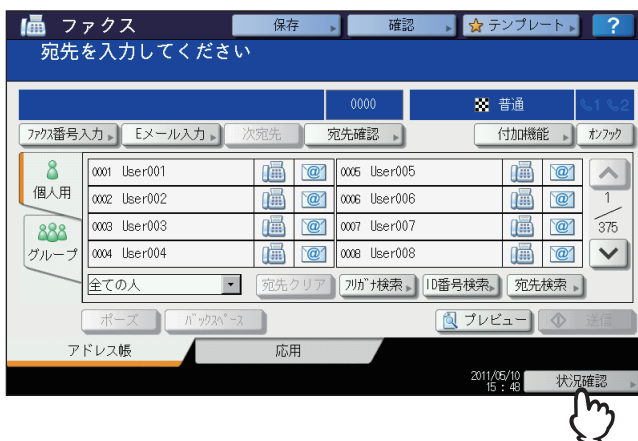 ファクス 保存 確認 テンプレート ?
宛先を入力してください
0000 普通 1 2
ファクス番号入力 Eメール入力 次宛先 宛先確認 付加機能 オンフック
個人用
グループ
0001 User001 0005 User005
0002 User002 0006 User006
0003 User003 0007 User007
0004 User004 0008 User008
1
375
全ての人 宛先クリア フリガナ検索 ID番号検索 宛先検索
ポーズ バックスペース プレビュー 送信
アドレス帳 応用
2011/05/10
15 : 48 状況確認